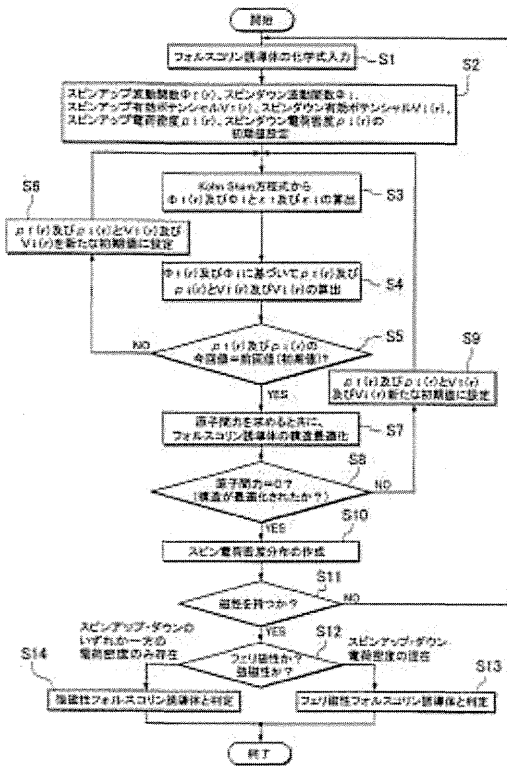 開始
フォルスコリン誘導体の化学式入力
S1
S2
スピンアップ波動関数Φ↑(r)、スピンダウン波動関数Φ↓、
スピンアップ有効ポテンシャルV↑(r)、スピンダウン有効ポテンシャルV↓(r)、
スピンアップ電荷密度ρ↑(r)、スピンダウン電荷密度ρ↓(r)の
初期値設定
S6
ρ↑(r)及びρ↓(r)とV↑(r)及び
V↓(r)を新たな初期値に設定
Kohn Sham方程式から
Φ↑(r)及びΦ↓とε↑及びε↓の算出
S3
Φ↑(r)及びΦ↓に基づいてρ↑(r)及び
ρ↓(r)とV↑(r)及びV↓(r)の算出
S4
S5
ρ↑(r)及びρ↓(r)の
今回値=前回値(初期値)?
NO
YES
S9
ρ↑(r)及びρ↓(r)とV↑(r)
及びV↓(r)新たな初期値に設定
原子間力を求めると共に、
フォルスコリン誘導体の構造最適化
S7
S8
原子間力=0?
(構造が最適化されたか?)
NO
YES
S10
スピン電荷密度分布の作成
S11
磁性を持つか?
NO
YES
S12
スピンアップ・ダウンの
いずれか一方の
電荷密度のみ存在
フェリ磁性か?
強磁性か?
スピンアップ・ダウン
電荷密度の混在
S14
強磁性フォルスコリン誘導体と判定
S13
フェリ磁性フォルスコリン誘導体と判定
終了